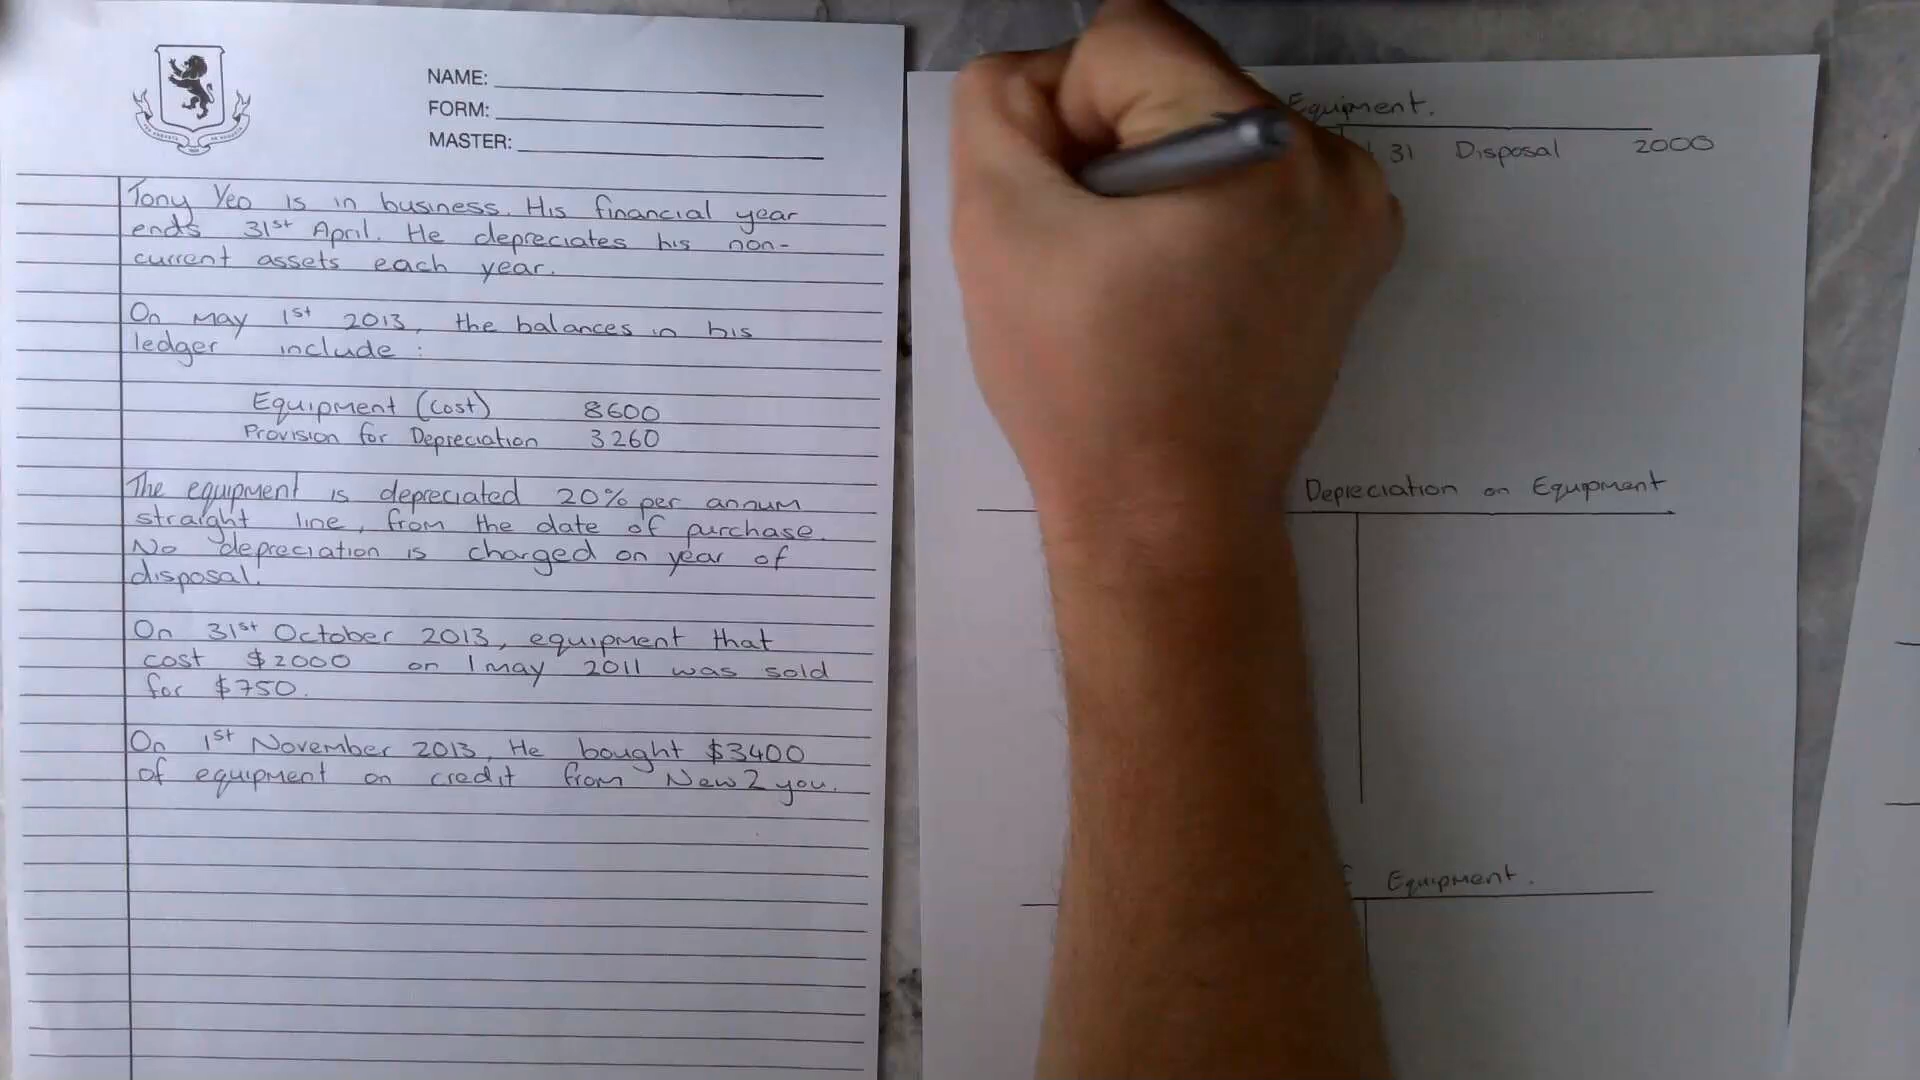 NAME:
FORM:
MASTER:
Tony Yeo is in business. His financial year
ends 31st April. He depreciates his non-
current assets each year.
On May 1st 2013, the balances in his
ledger include :
Equipment (cost) 8600
Provision for Depreciation 3260
The equipment is depreciated 20% per annum
straight line, from the date of purchase.
No depreciation is charged on year of
disposal.
On 31st October 2013, equipment that
cost $2000 on 1 may 2011 was sold
for $750.
On 1st November 2013, He bought $3400
of equipment on credit from New2you.
Equipment.
31 Disposal 2000
Depreciation on Equipment
Equipment.